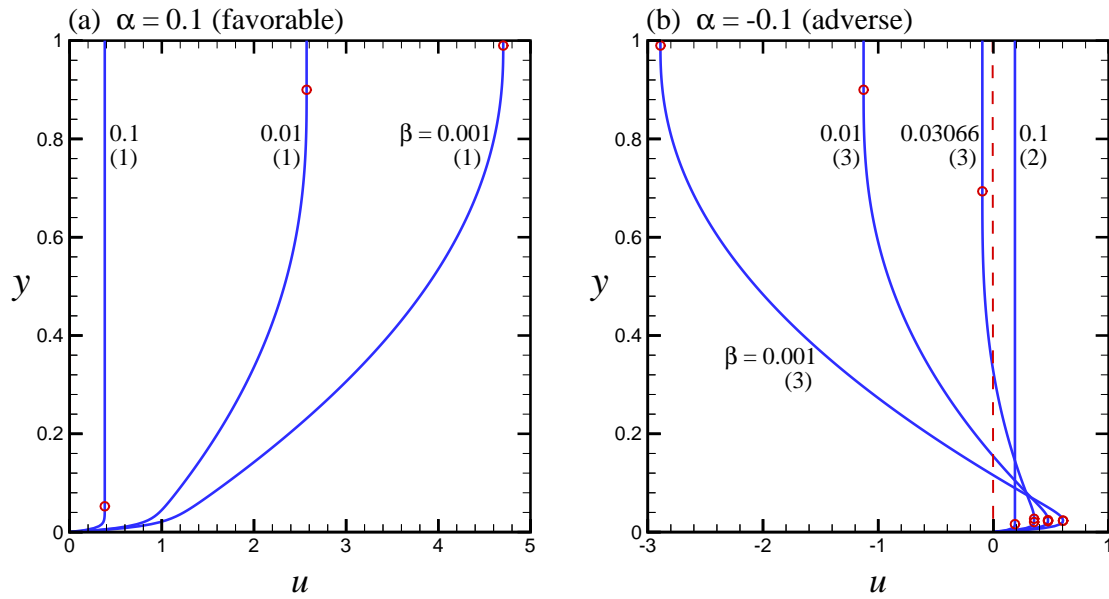 (a) α = 0.1 (favorable)
1
0.8
0.6
0.4
0.2
0
y
0.1
(1)
0.01
(1)
β = 0.001
(1)
0 1 2 3 4 5
u
(b) α = -0.1 (adverse)
1
0.8
0.6
0.4
0.2
0
y
0.01
(3)
0.03066
(3)
0.1
(2)
β = 0.001
(3)
-3 -2 -1 0 1
u